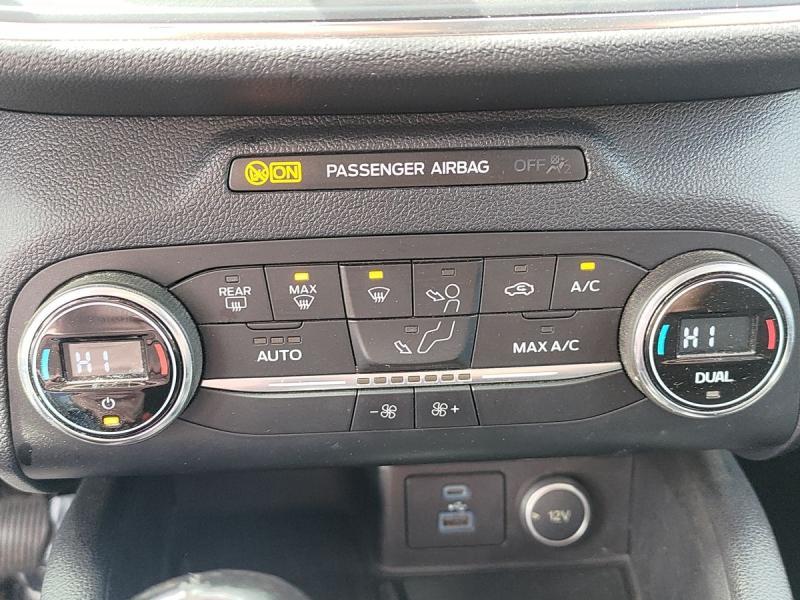 ON PASSENGER AIRBAG OFF
REAR MAX A/C
AUTO MAX A/C
HI HI
DUAL
- +
12V